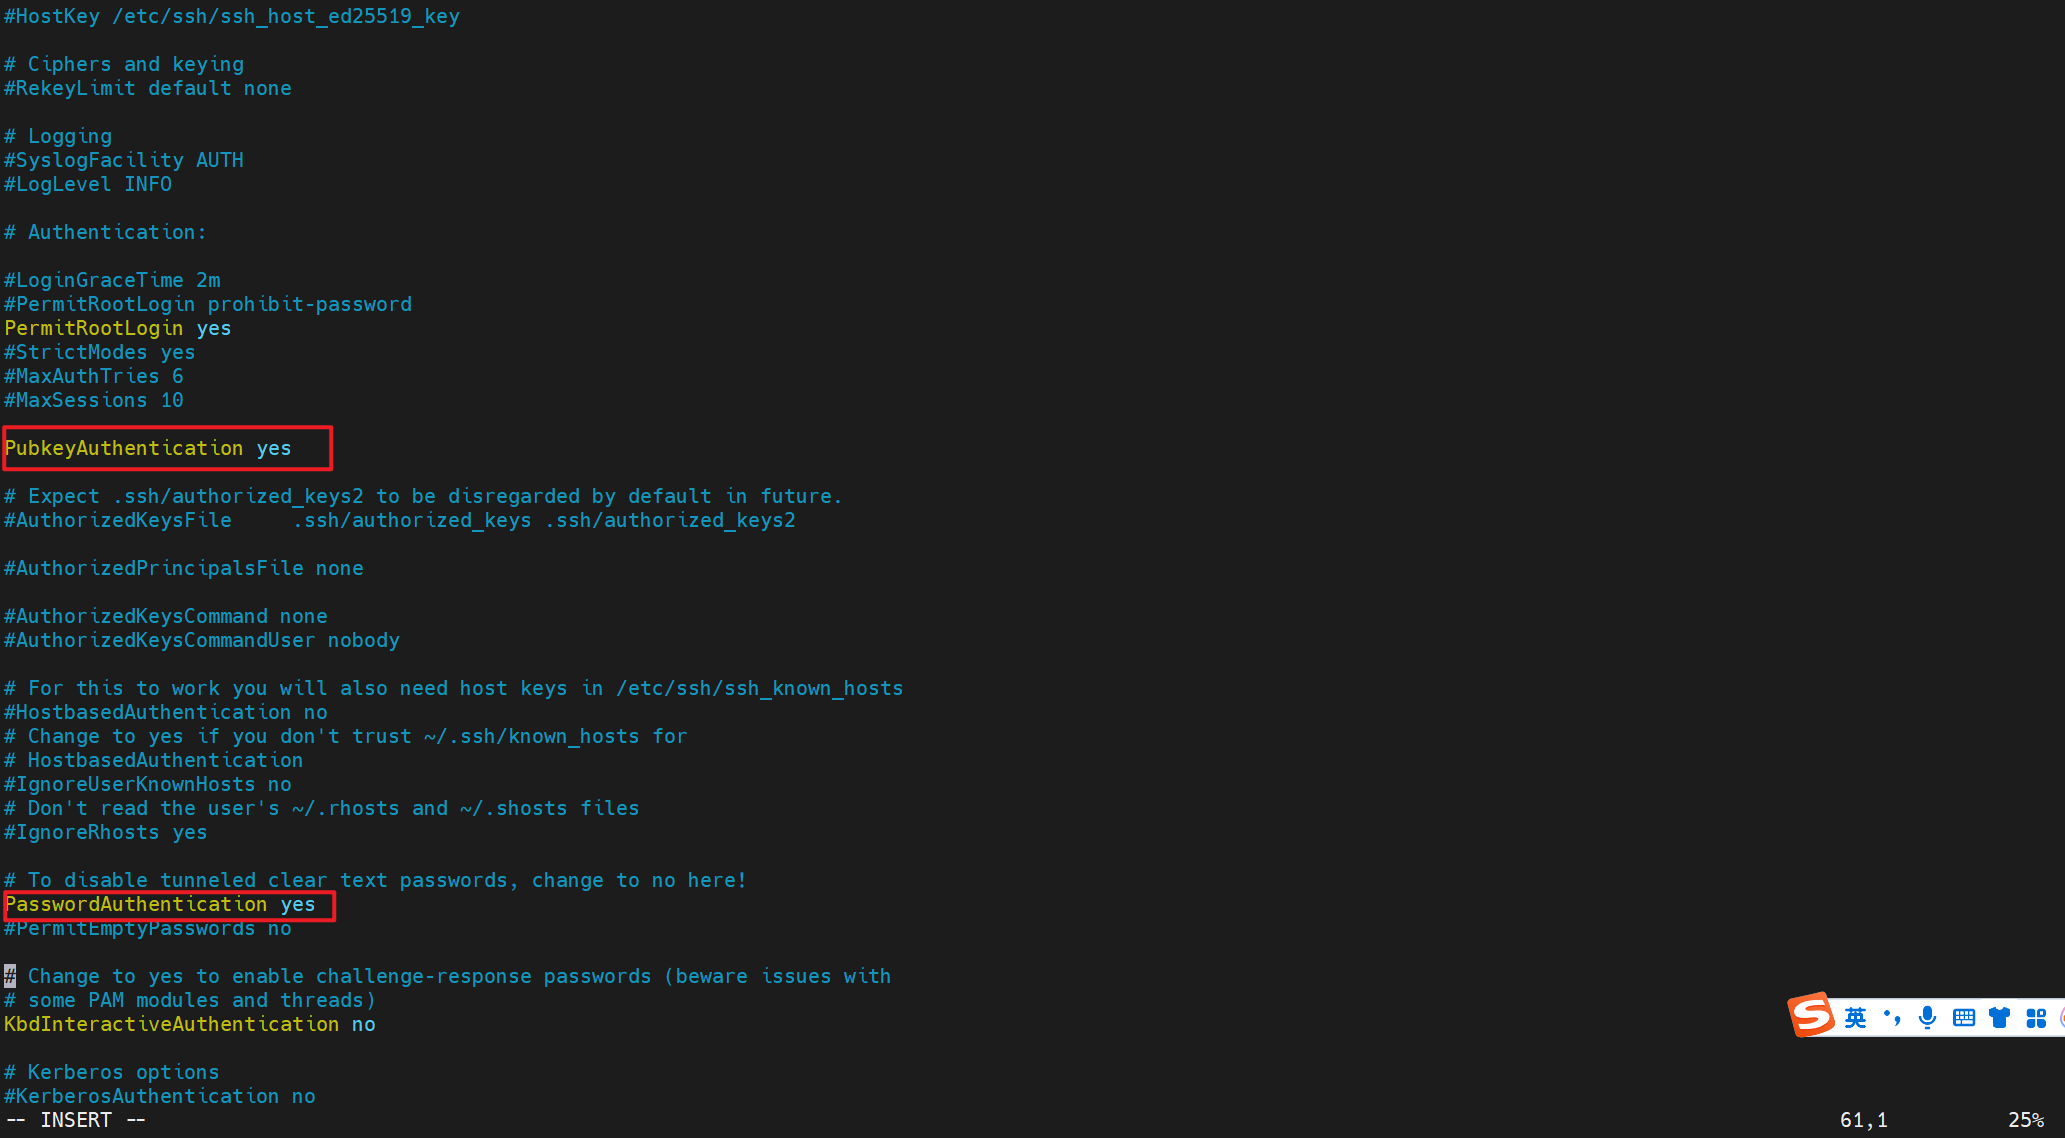 #HostKey /etc/ssh/ssh_host_ed25519_key
# Ciphers and keying
#RekeyLimit default none
# Logging
#SyslogFacility AUTH
#LogLevel INFO
# Authentication:
#LoginGraceTime 2m
#PermitRootLogin prohibit-password
PermitRootLogin yes
#StrictModes yes
#MaxAuthTries 6
#MaxSessions 10
PubkeyAuthentication yes
# Expect .ssh/authorized_keys2 to be disregarded by default in future.
#AuthorizedKeysFile     .ssh/authorized_keys .ssh/authorized_keys2
#AuthorizedPrincipalsFile none
#AuthorizedKeysCommand none
#AuthorizedKeysCommandUser nobody
# For this to work you will also need host keys in /etc/ssh/ssh_known_hosts
#HostbasedAuthentication no
# Change to yes if you don't trust ~/.ssh/known_hosts for
# HostbasedAuthentication
#IgnoreUserKnownHosts no
# Don't read the user's ~/.rhosts and ~/.shosts files
#IgnoreRhosts yes
# To disable tunneled clear text passwords, change to no here!
PasswordAuthentication yes
#PermitEmptyPasswords no
# Change to yes to enable challenge-response passwords (beware issues with
# some PAM modules and threads)
KbdInteractiveAuthentication no
英
# Kerberos options
#KerberosAuthentication no
-- INSERT -- 61,1 25%